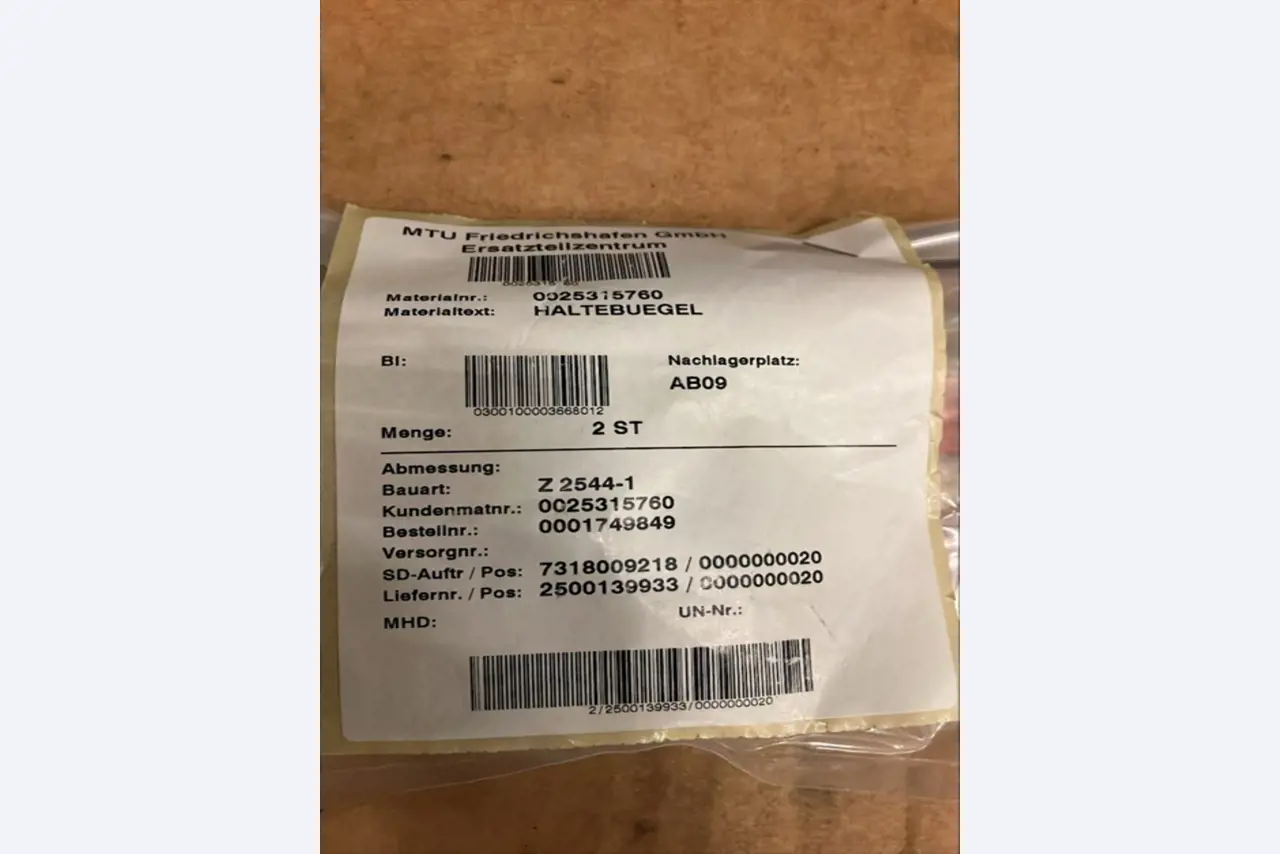 MTU Friedrichshafen GmbH
Ersatzteilzentrum
Materialnr.: 0025315760
Materialtext: HALTEBUEGEL
BI: Nachlagerplatz:
AB09
0300100003668012
Menge: 2 ST
Abmessung:
Bauart: Z 2544-1
Kundenmatnr.: 0025315760
Bestellnr.: 0001749849
Versorgnr.:
SD-Auftr / Pos: 7318009218 / 0000000020
Liefernr. / Pos: 2500139933 / 0000000020
MHD: UN-Nr.:
2/2500139933/0000000020